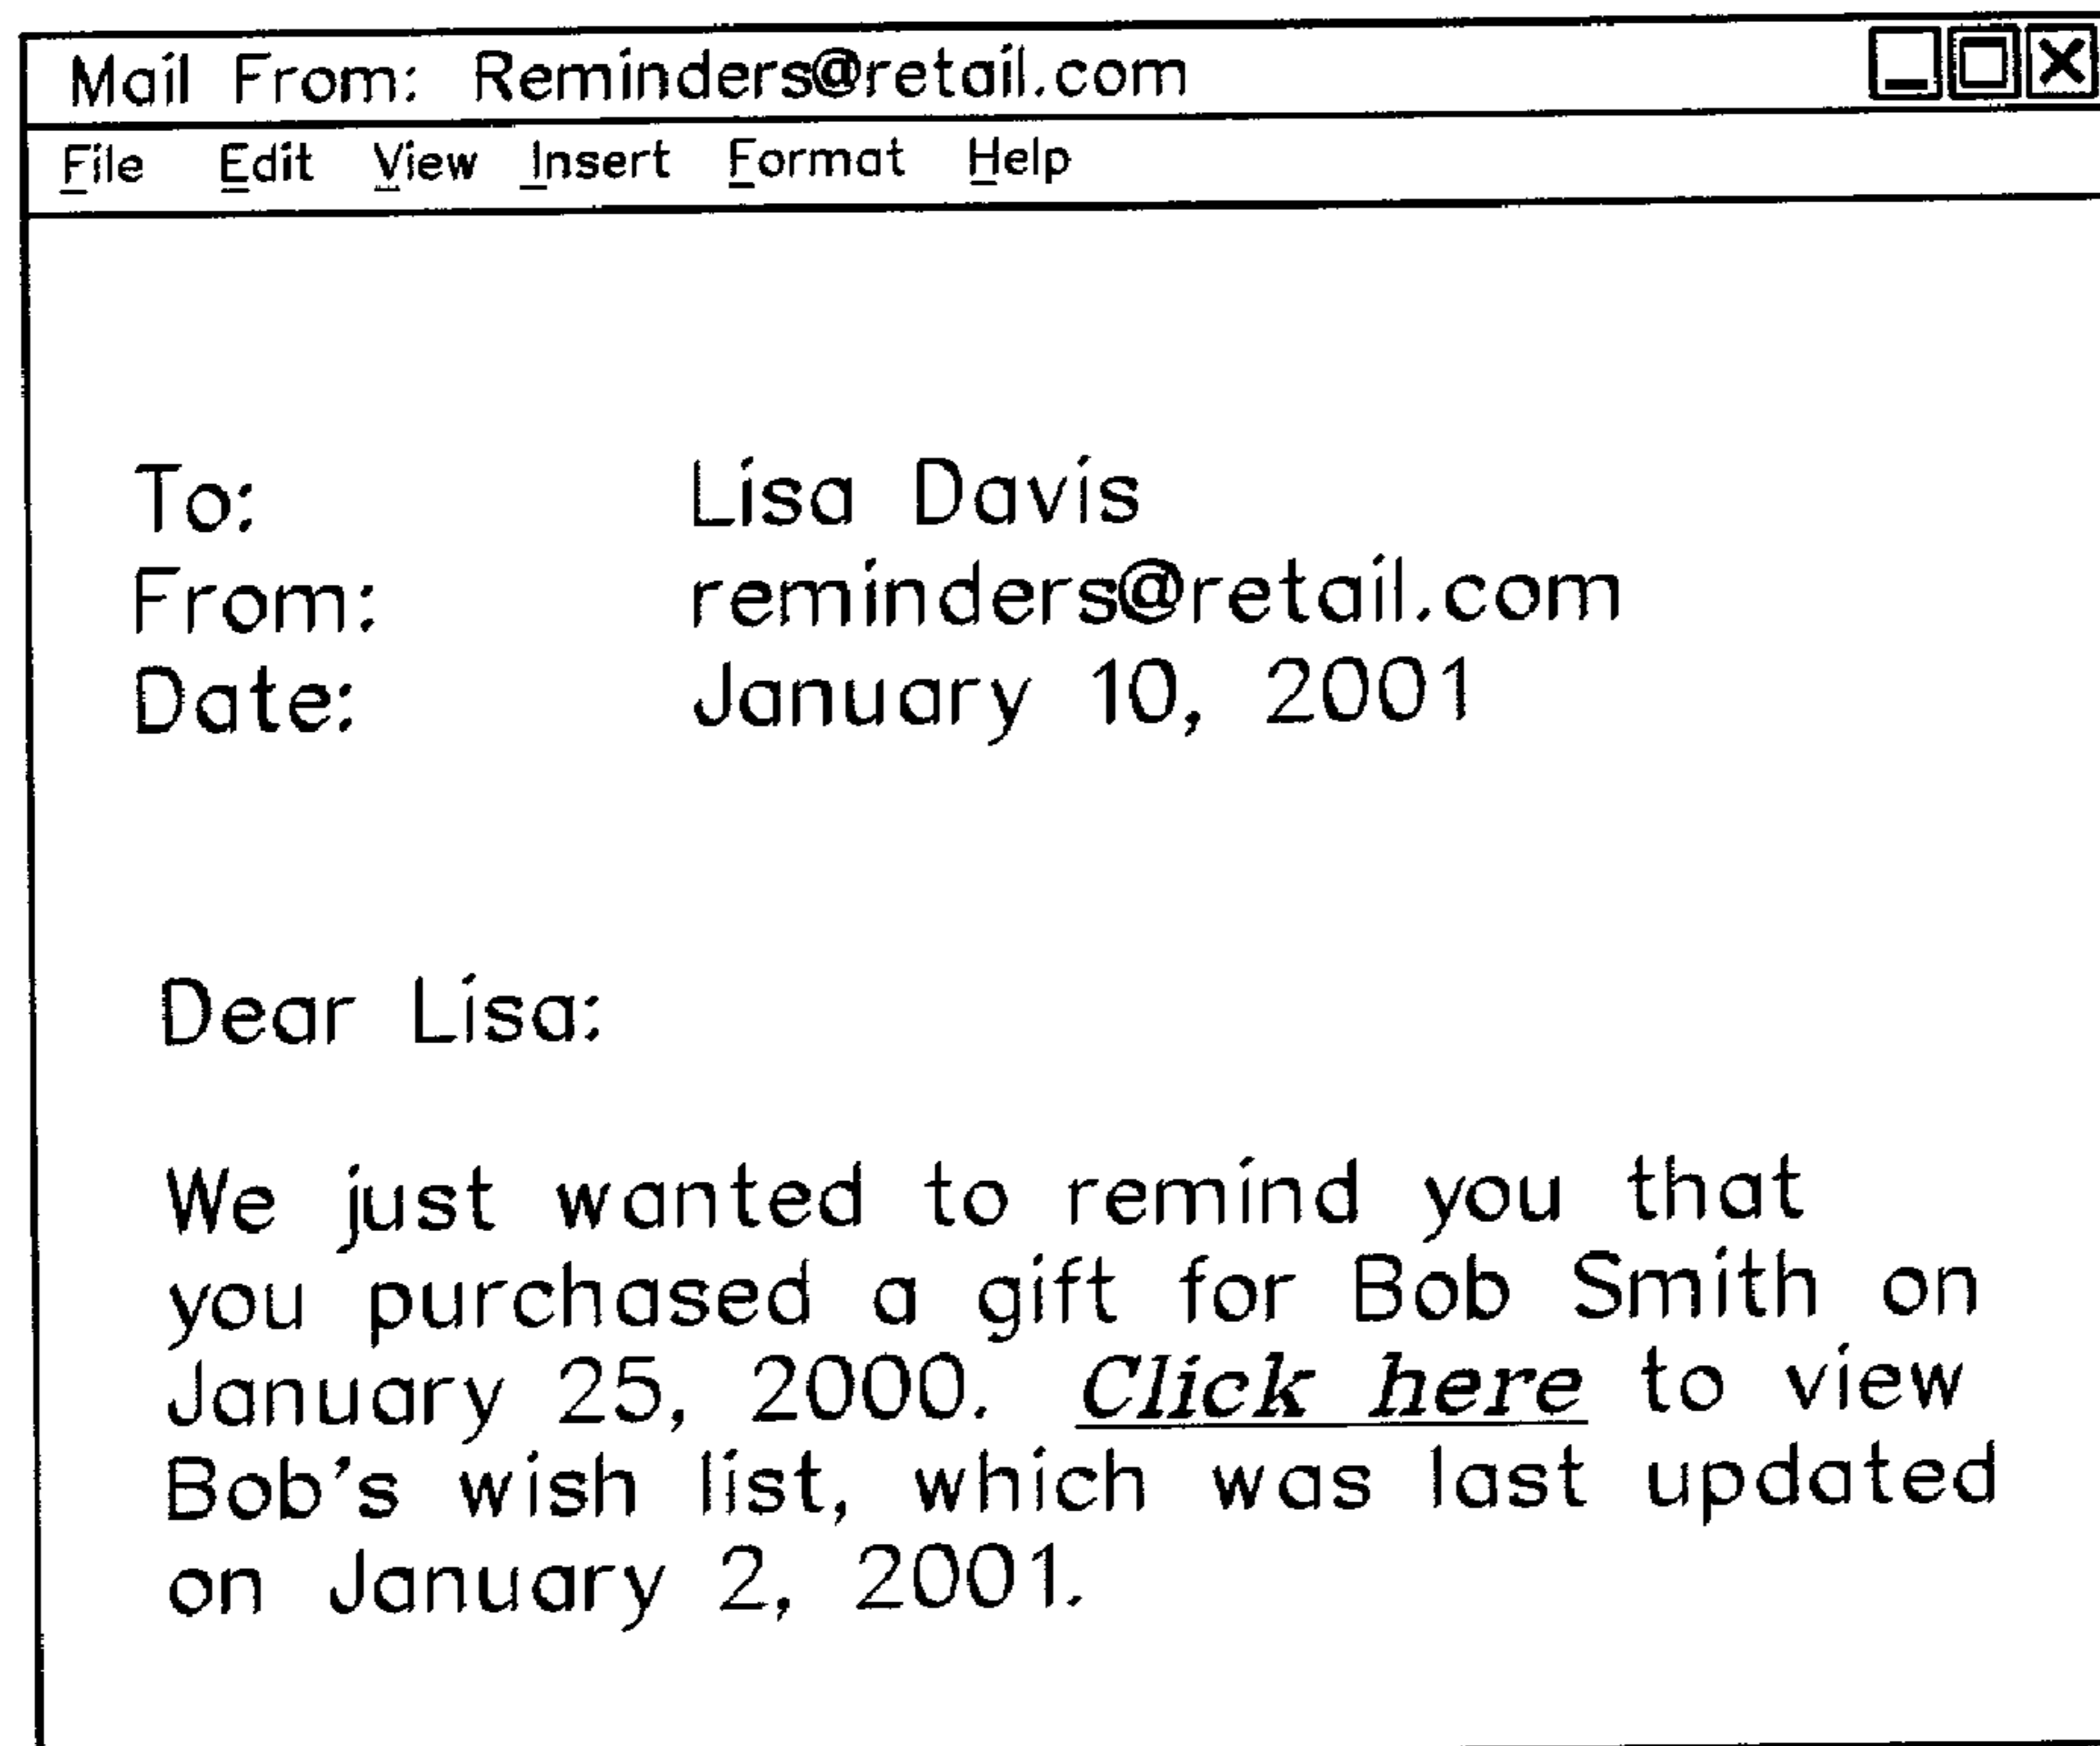 Mail From: Reminders@retail.com
File Edit View Insert Format Help
To: Lisa Davis
From: reminders@retail.com
Date: January 10, 2001
Dear Lisa:
We just wanted to remind you that
you purchased a gift for Bob Smith on
January 25, 2000. Click here to view
Bob's wish list, which was last updated
on January 2, 2001.